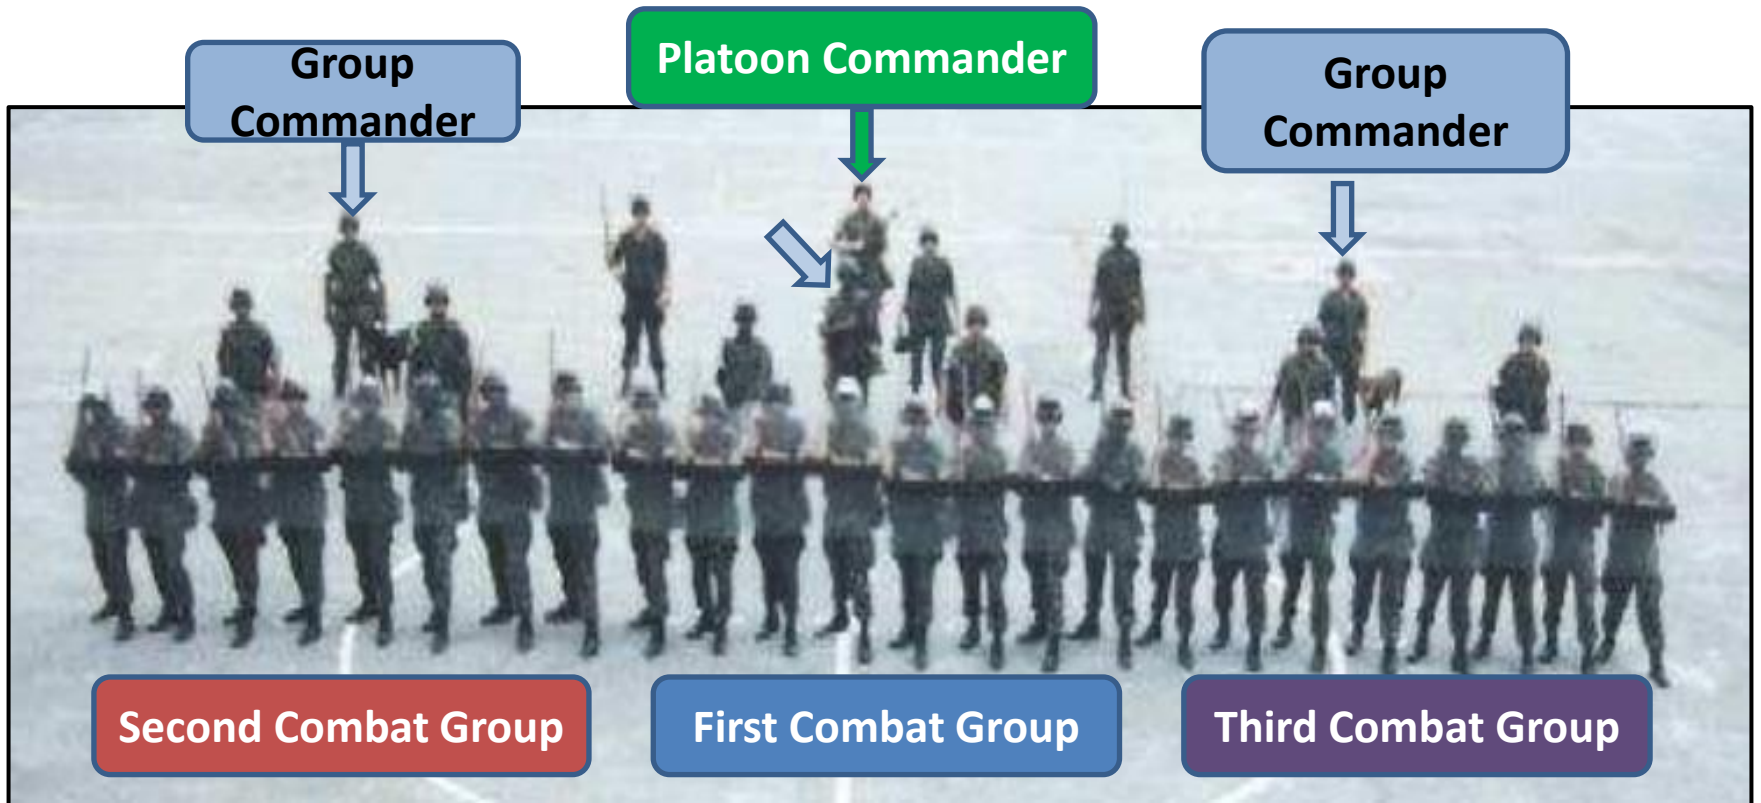 Group
Commander
Platoon Commander
Group
Commander
Second Combat Group
First Combat Group
Third Combat Group